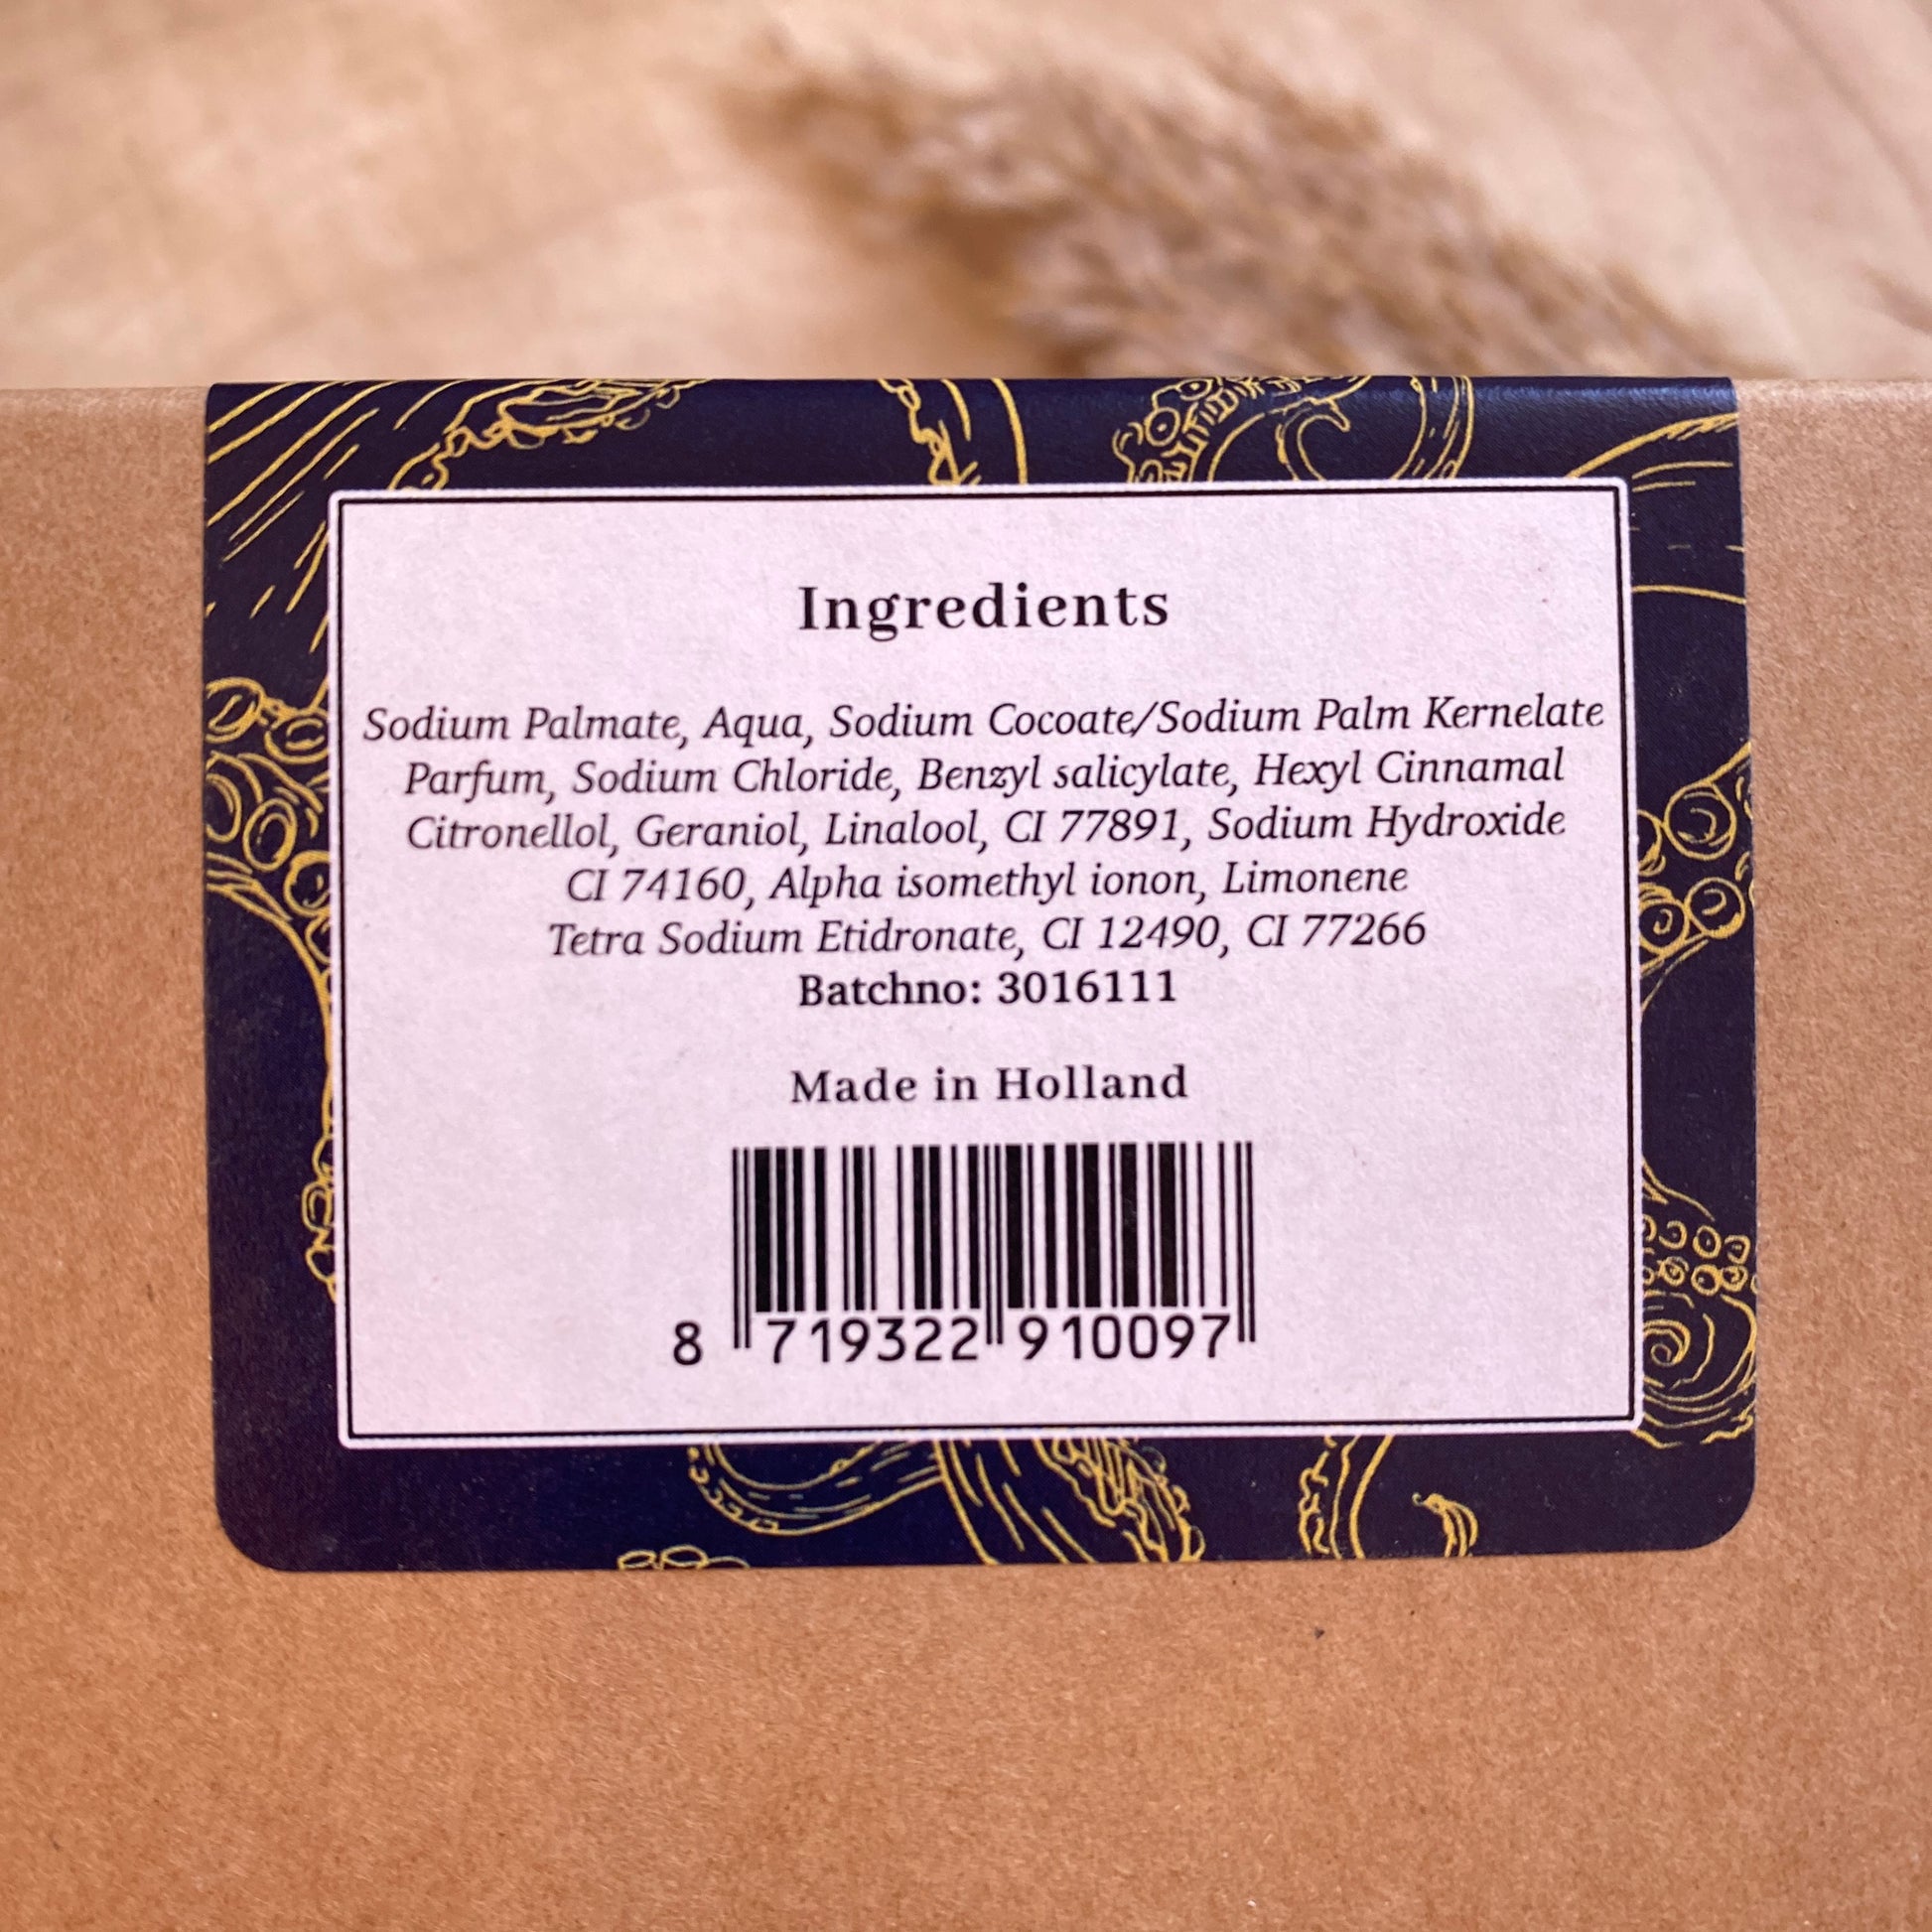 Ingredients
Sodium Palmate, Aqua, Sodium Cocoate/Sodium Palm Kernelate
Parfum, Sodium Chloride, Benzyl salicylate, Hexyl Cinnamal
Citronellol, Geraniol, Linalool, CI 77891, Sodium Hydroxide
CI 74160, Alpha isomethyl ionon, Limonene
Tetra Sodium Etidronate, CI 12490, CI 77266
Batchno: 3016111
Made in Holland
8 719322 910097